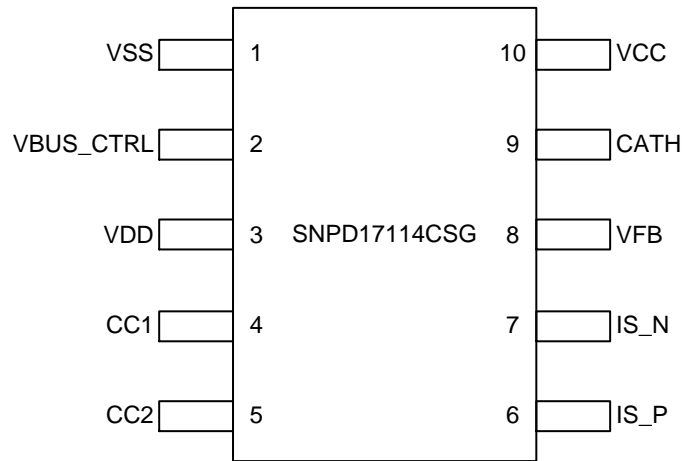 VSS 1 10 VCC
VBUS_CTRL 2 9 CATH
VDD 3 SNPD17114CSG 8 VFB
CC1 4 7 IS_N
CC2 5 6 IS_P